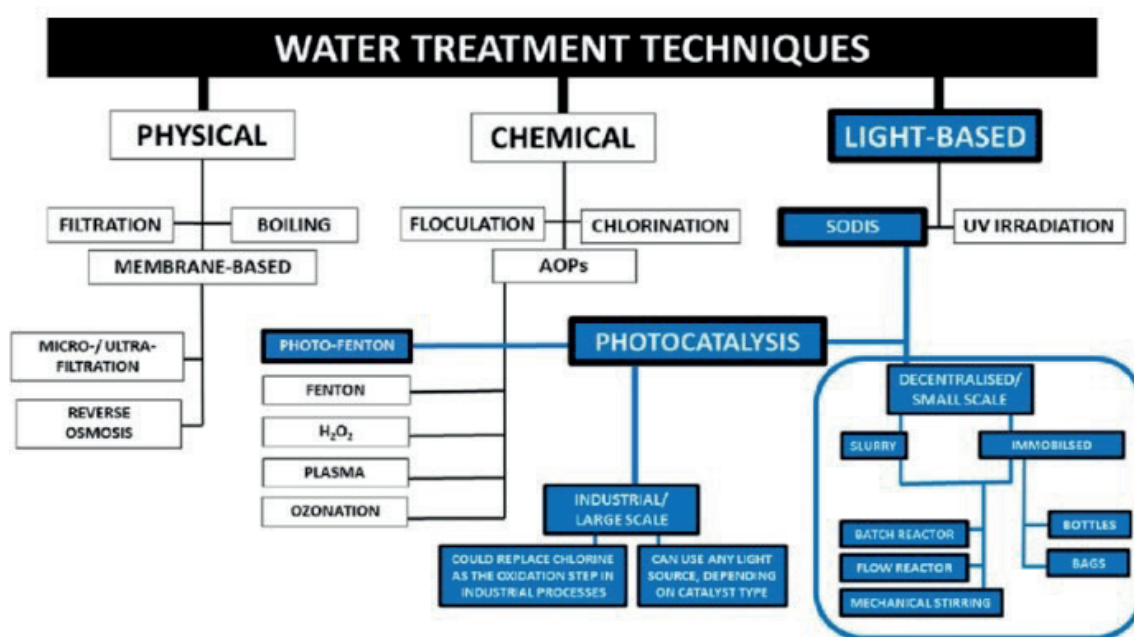 WATER TREATMENT TECHNIQUES
PHYSICAL
CHEMICAL
LIGHT-BASED
FILTRATION
BOILING
FLOCULATION
CHLORINATION
SODIS
UV IRRADIATION
MEMBRANE-BASED
AOPs
MICRO-/ ULTRA-
FILTRATION
REVERSE
OSMOSIS
PHOTO-FENTON
FENTON
H₂O₂
PLASMA
OZONATION
PHOTOCATALYSIS
INDUSTRIAL/
LARGE SCALE
COULD REPLACE CHLORINE
AS THE OXIDATION STEP IN
INDUSTRIAL PROCESSES
CAN USE ANY LIGHT
SOURCE, DEPENDING
ON CATALYST TYPE
DECENTRALISED/
SMALL SCALE
SLURRY
IMMOBILSED
BATCH REACTOR
FLOW REACTOR
MECHANICAL STIRRING
BOTTLES
BAGS